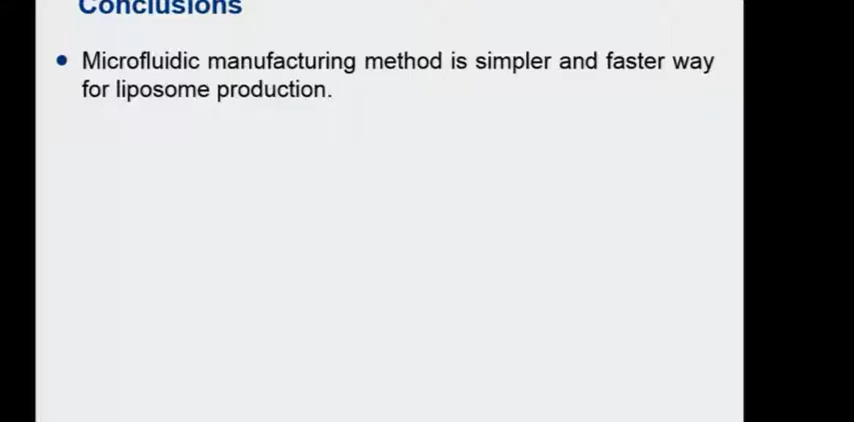 Conclusions
• Microfluidic manufacturing method is simpler and faster way
for liposome production.